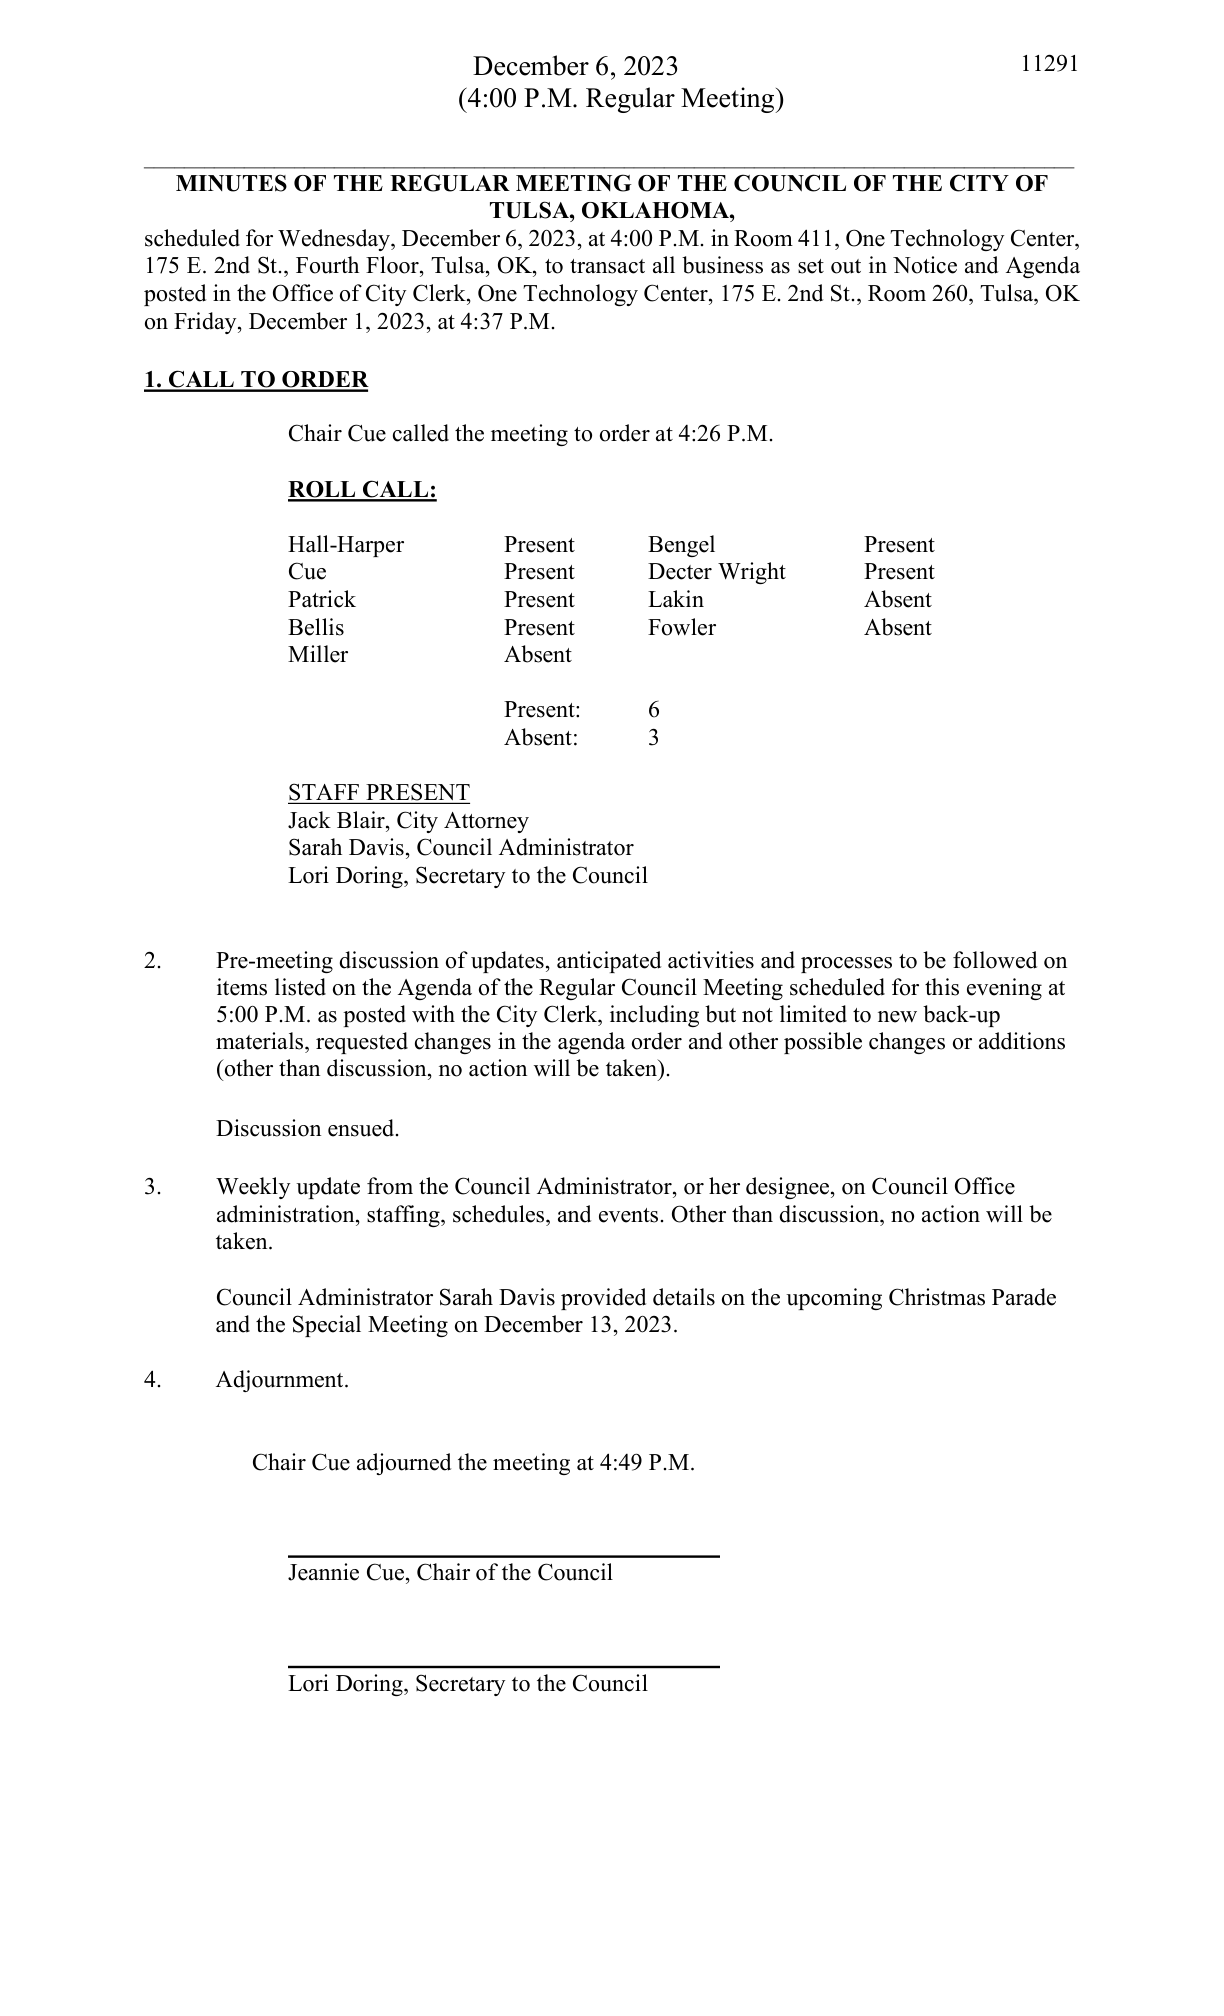 December 6, 2023 11291
(4:00 P.M. Regular Meeting)
MINUTES OF THE REGULAR MEETING OF THE COUNCIL OF THE CITY OF
TULSA, OKLAHOMA,
scheduled for Wednesday, December 6, 2023, at 4:00 P.M. in Room 411, One Technology Center,
175 E. 2nd St., Fourth Floor, Tulsa, OK, to transact all business as set out in Notice and Agenda
posted in the Office of City Clerk, One Technology Center, 175 E. 2nd St., Room 260, Tulsa, OK
on Friday, December 1, 2023, at 4:37 P.M.
1. CALL TO ORDER
Chair Cue called the meeting to order at 4:26 P.M.
ROLL CALL:
Hall-Harper Present Bengel Present
Cue Present Decter Wright Present
Patrick Present Lakin Absent
Bellis Present Fowler Absent
Miller Absent
Present: 6
Absent: 3
STAFF PRESENT
Jack Blair, City Attorney
Sarah Davis, Council Administrator
Lori Doring, Secretary to the Council
2. Pre-meeting discussion of updates, anticipated activities and processes to be followed on
items listed on the Agenda of the Regular Council Meeting scheduled for this evening at
5:00 P.M. as posted with the City Clerk, including but not limited to new back-up
materials, requested changes in the agenda order and other possible changes or additions
(other than discussion, no action will be taken).
Discussion ensued.
3. Weekly update from the Council Administrator, or her designee, on Council Office
administration, staffing, schedules, and events. Other than discussion, no action will be
taken.
Council Administrator Sarah Davis provided details on the upcoming Christmas Parade
and the Special Meeting on December 13, 2023.
4. Adjournment.
Chair Cue adjourned the meeting at 4:49 P.M.
Jeannie Cue, Chair of the Council
Lori Doring, Secretary to the Council